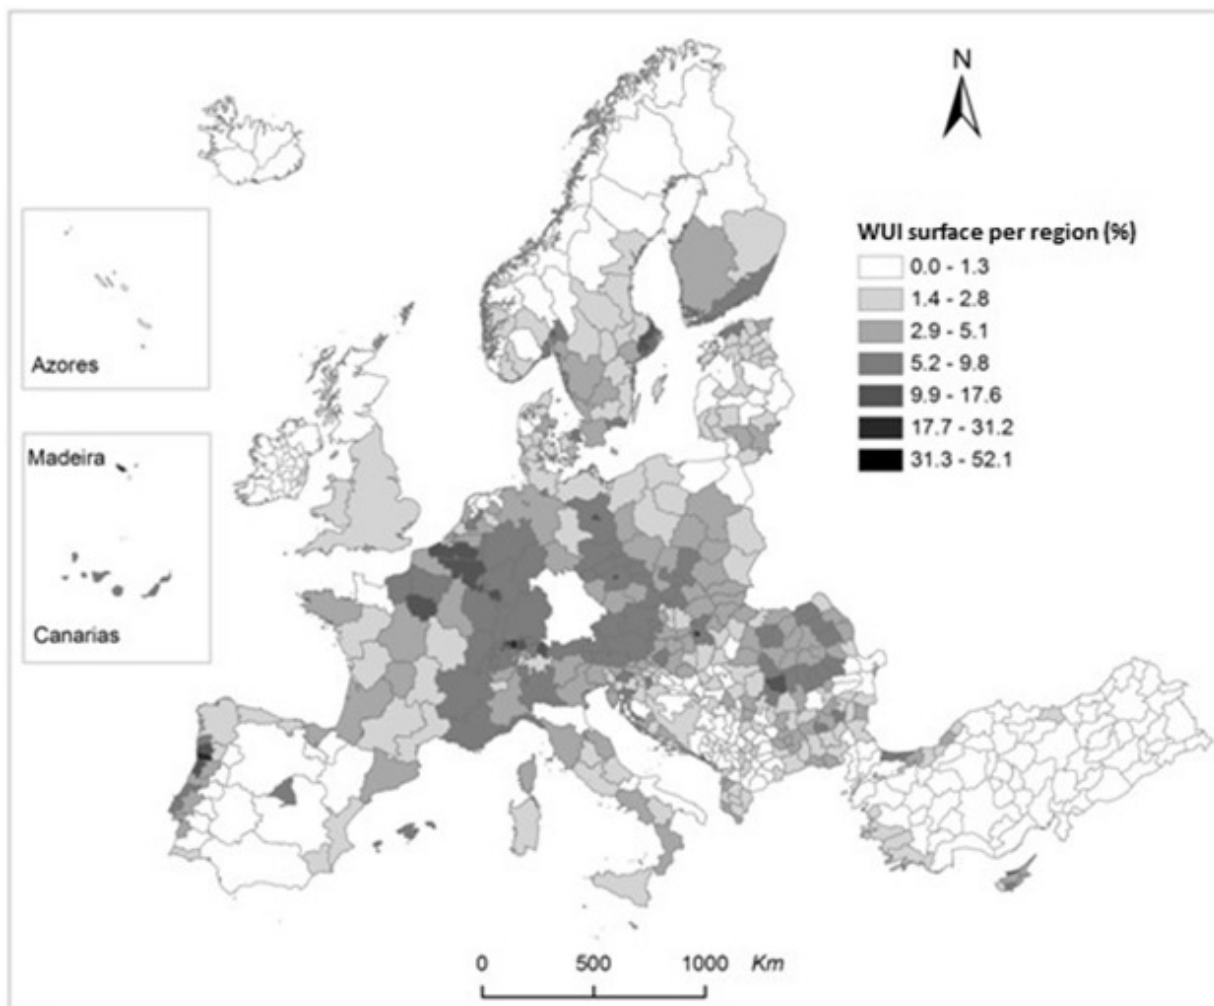 N
WUI surface per region (%)
0.0 - 1.3
1.4 - 2.8
2.9 - 5.1
5.2 - 9.8
9.9 - 17.6
17.7 - 31.2
31.3 - 52.1
Azores
Madeira
Canarias
0 500 1000 Km